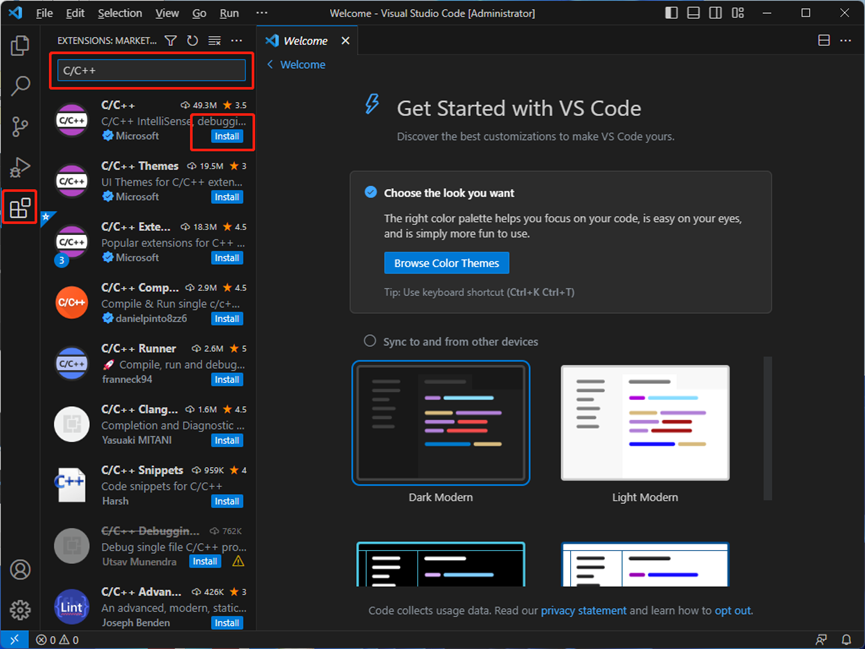 File Edit Selection View Go Run ··· Welcome - Visual Studio Code [Administrator]
EXTENSIONS: MARKET...
Welcome
C/C++
Welcome
C/C++ 49.3M 3.5
C/C++ IntelliSense, debuggi...
Microsoft Install
C/C++ Themes 19.5M 3
UI Themes for C/C++ exten...
Microsoft Install
C/C++ Exte... 18.3M 4.5
Popular extensions for C++ ...
3 Microsoft Install
C/C++ Comp... 2.9M 4.5
Compile & Run single c/c+...
danielpinto8zz6 Install
C/C++ Runner 2.6M 5
🚀 Compile, run and debug...
franneck94 Install
C/C++ Clang... 1.6M 4.5
Completion and Diagnostic ...
Yasuaki MITANI Install
C/C++ Snippets 959K 4
Code snippets for C/C++
Harsh Install
C/C++ Debuggin... 762K
Debug single file C/C++ pro...
Utsav Munendra Install
C/C++ Advan... 426K 3
An advanced, modern, static...
Joseph Benden Install
C/C++
C/C++
C/C++
C/C++
C/C++
C++
Lint
Get Started with VS Code
Discover the best customizations to make VS Code yours.
Choose the look you want
The right color palette helps you focus on your code, is easy on your eyes,
and is simply more fun to use.
Browse Color Themes
Tip: Use keyboard shortcut (Ctrl+K Ctrl+T)
Sync to and from other devices
Dark Modern Light Modern
Code collects usage data. Read our privacy statement and learn how to opt out.
0 0